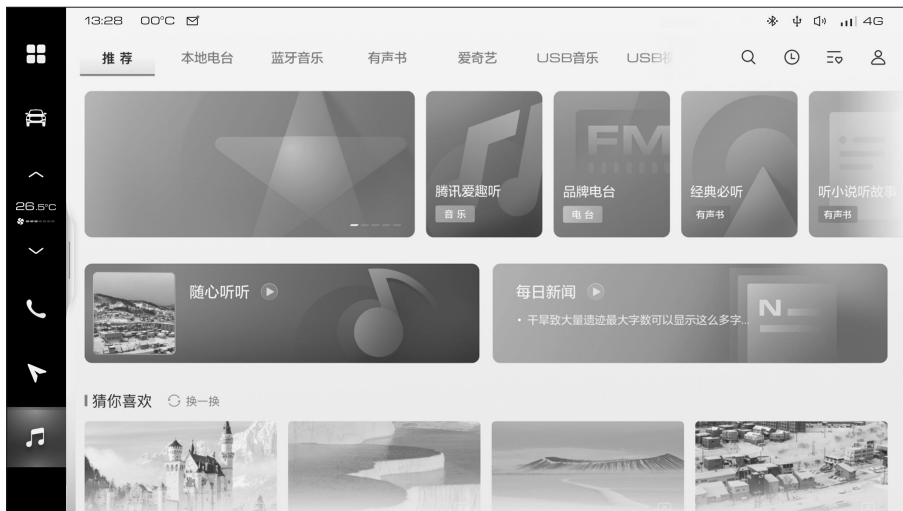 13:28 00°C 4G
推荐 本地电台 蓝牙音乐 有声书 爱奇艺 USB音乐 USB
26.5°C
FM
腾讯爱趣听 品牌电台 经典必听 听小说听故事
音乐 电台 有声书 有声书
随心听听 每日新闻
N
• 干旱致大量遗迹最大字数可以显示这么多字...
猜你喜欢 换一换